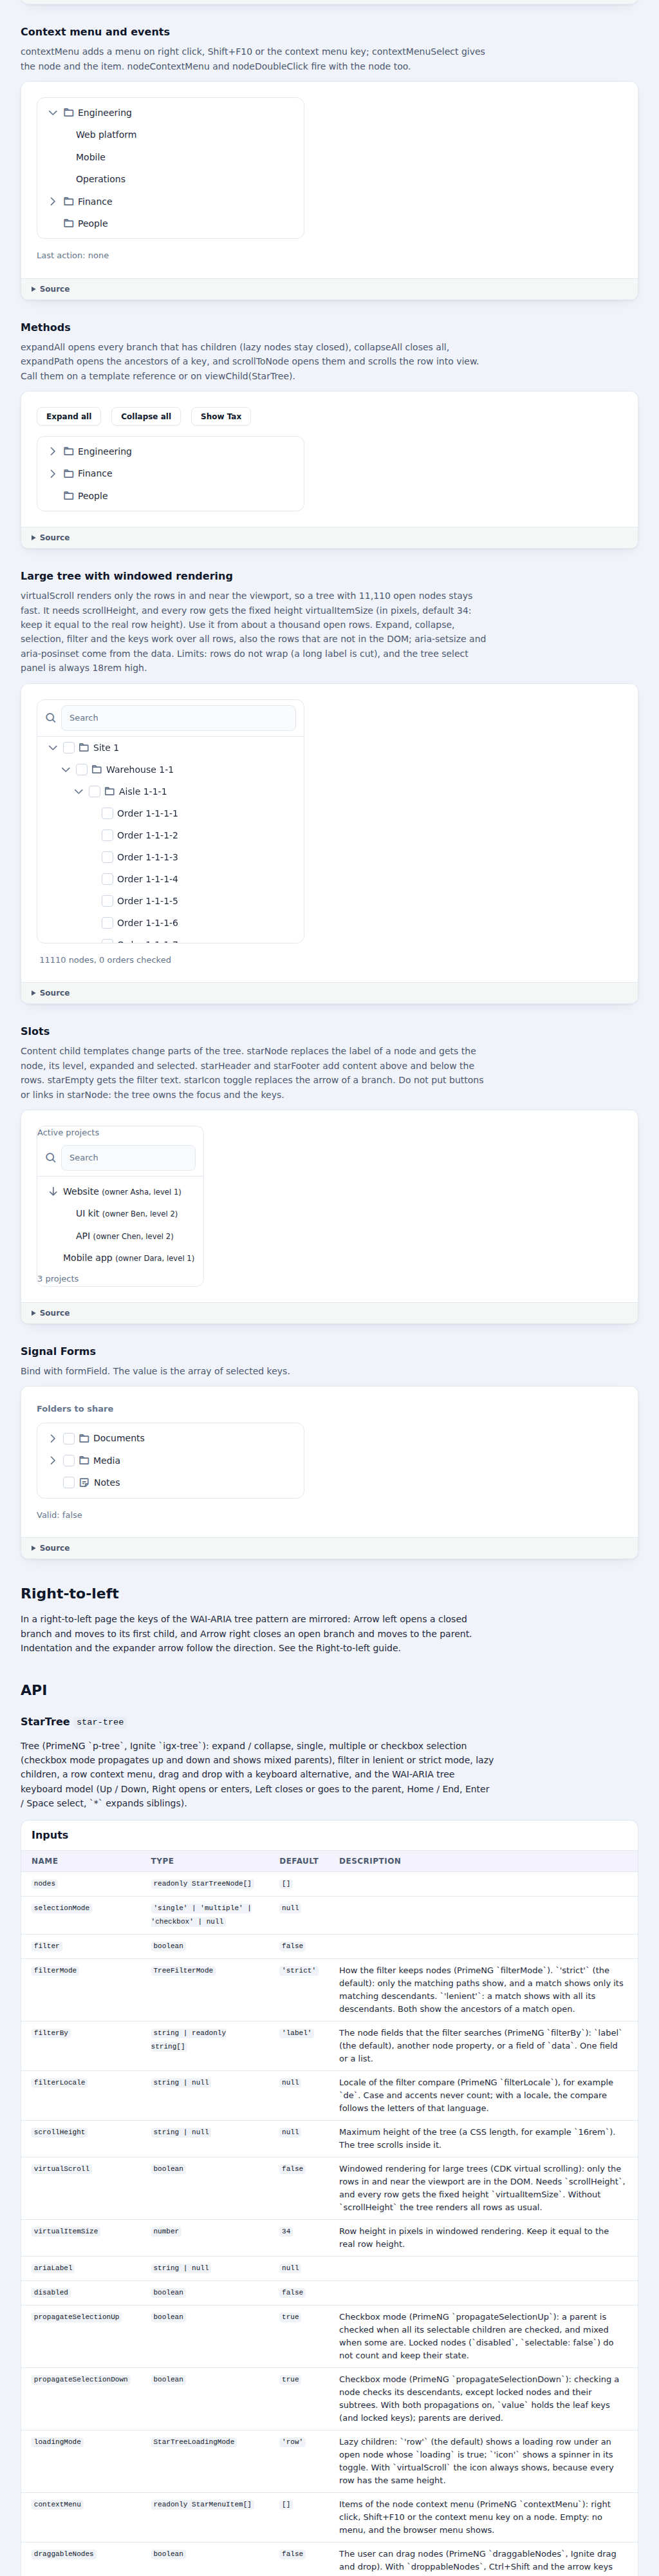 Context menu and events
contextMenu adds a menu on right click, Shift+F10 or the context menu key; contextMenuSelect gives
the node and the item. nodeContextMenu and nodeDoubleClick fire with the node too.
Engineering
Web platform
Mobile
Operations
Finance
People
Last action: none
Source
Methods
expandAll opens every branch that has children (lazy nodes stay closed), collapseAll closes all,
expandPath opens the ancestors of a key, and scrollToNode opens them and scrolls the row into view.
Call them on a template reference or on viewChild(StarTree).
Expand all Collapse all Show Tax
Engineering
Finance
People
Source
Large tree with windowed rendering
virtualScroll renders only the rows in and near the viewport, so a tree with 11,110 open nodes stays
fast. It needs scrollHeight, and every row gets the fixed height virtualItemSize (in pixels, default 34:
keep it equal to the real row height). Use it from about a thousand open rows. Expand, collapse,
selection, filter and the keys work over all rows, also the rows that are not in the DOM; aria-setsize and
aria-posinset come from the data. Limits: rows do not wrap (a long label is cut), and the tree select
panel is always 18rem high.
Search
Site 1
Warehouse 1-1
Aisle 1-1-1
Order 1-1-1-1
Order 1-1-1-2
Order 1-1-1-3
Order 1-1-1-4
Order 1-1-1-5
Order 1-1-1-6
Order 1-1-1-7
11110 nodes, 0 orders checked
Source
Slots
Content child templates change parts of the tree. starNode replaces the label of a node and gets the
node, its level, expanded and selected. starHeader and starFooter add content above and below the
rows. starEmpty gets the filter text. starIcon toggle replaces the arrow of a branch. Do not put buttons
or links in starNode: the tree owns the focus and the keys.
Active projects
Search
Website (owner Asha, level 1)
UI kit (owner Ben, level 2)
API (owner Chen, level 2)
Mobile app (owner Dara, level 1)
3 projects
Source
Signal Forms
Bind with formField. The value is the array of selected keys.
Folders to share
Documents
Media
Notes
Valid: false
Source
Right-to-left
In a right-to-left page the keys of the WAI-ARIA tree pattern are mirrored: Arrow left opens a closed
branch and moves to its first child, and Arrow right closes an open branch and moves to the parent.
Indentation and the expander arrow follow the direction. See the Right-to-left guide.
API
StarTree star-tree
Tree (PrimeNG `p-tree`, Ignite `igx-tree`): expand / collapse, single, multiple or checkbox selection
(checkbox mode propagates up and down and shows mixed parents), filter in lenient or strict mode, lazy
children, a row context menu, drag and drop with a keyboard alternative, and the WAI-ARIA tree
keyboard model (Up / Down, Right opens or enters, Left closes or goes to the parent, Home / End, Enter
/ Space select, `*` expands siblings).
Inputs
NAME TYPE DEFAULT DESCRIPTION
nodes readonly StarTreeNode[] []
selectionMode 'single' | 'multiple' | null
'checkbox' | null
filter boolean false
filterMode TreeFilterMode 'strict' How the filter keeps nodes (PrimeNG `filterMode`). `'strict'` (the
default): only the matching paths show, and a match shows only its
matching descendants. `'lenient'`: a match shows with all its
descendants. Both show the ancestors of a match open.
filterBy string | readonly 'label' The node fields that the filter searches (PrimeNG `filterBy`): `label`
string[] (the default), another node property, or a field of `data`. One field
or a list.
filterLocale string | null null Locale of the filter compare (PrimeNG `filterLocale`), for example
`de`. Case and accents never count; with a locale, the compare
follows the letters of that language.
scrollHeight string | null null Maximum height of the tree (a CSS length, for example `16rem`).
The tree scrolls inside it.
virtualScroll boolean false Windowed rendering for large trees (CDK virtual scrolling): only the
rows in and near the viewport are in the DOM. Needs `scrollHeight`,
and every row gets the fixed height `virtualItemSize`. Without
`scrollHeight` the tree renders all rows as usual.
virtualItemSize number 34 Row height in pixels in windowed rendering. Keep it equal to the
real row height.
ariaLabel string | null null
disabled boolean false
propagateSelectionUp boolean true Checkbox mode (PrimeNG `propagateSelectionUp`): a parent is
checked when all its selectable children are checked, and mixed
when some are. Locked nodes (`disabled`, `selectable: false`) do
not count and keep their state.
propagateSelectionDown boolean true Checkbox mode (PrimeNG `propagateSelectionDown`): checking a
node checks its descendants, except locked nodes and their
subtrees. With both propagations on, `value` holds the leaf keys
(and locked keys); parents are derived.
loadingMode StarTreeLoadingMode 'row' Lazy children: `'row'` (the default) shows a loading row under an
open node whose `loading` is true; `'icon'` shows a spinner in its
toggle. With `virtualScroll` the icon always shows, because every
row has the same height.
contextMenu readonly StarMenuItem[] [] Items of the node context menu (PrimeNG `contextMenu`): right
click, Shift+F10 or the context menu key on a node. Empty: no
menu, and the browser menu shows.
draggableNodes boolean false The user can drag nodes (PrimeNG `draggableNodes`, Ignite drag
and drop). With `droppableNodes`, Ctrl+Shift and the arrow keys